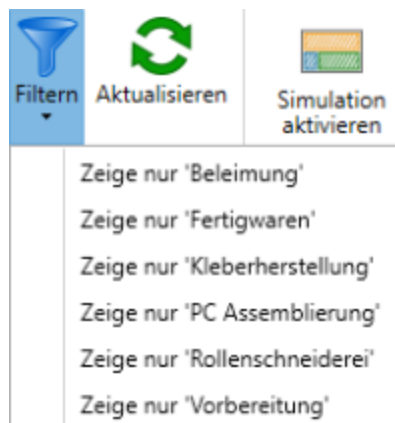 Filtern
Aktualisieren
Simulation
aktivieren
Zeige nur 'Beleimung'
Zeige nur 'Fertigwaren'
Zeige nur 'Kleberherstellung'
Zeige nur 'PC Assemblierung'
Zeige nur 'Rollenschneiderei'
Zeige nur 'Vorbereitung'